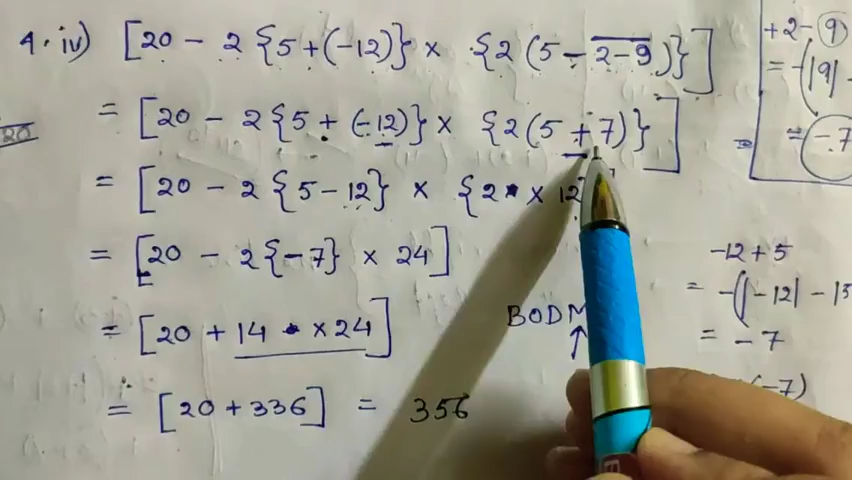 4. iv) [20 - 2 {5 + (-12)} × {2 (5 - 2̅ ̅-̅ ̅9̅ )}]
= [20 - 2 {5 + (-12)} × {2 (5 + 7)}]
= [20 - 2 {5 - 12} × {2 × 12
= [20 - 2 {-7} × 24]
= [20 + 14 × 24]
= [20 + 336] = 356
+2 - 9
= -(|9| -
= -7
20
BODM
-12 + 5
= -(|-12| - |5
= -7
(-7)